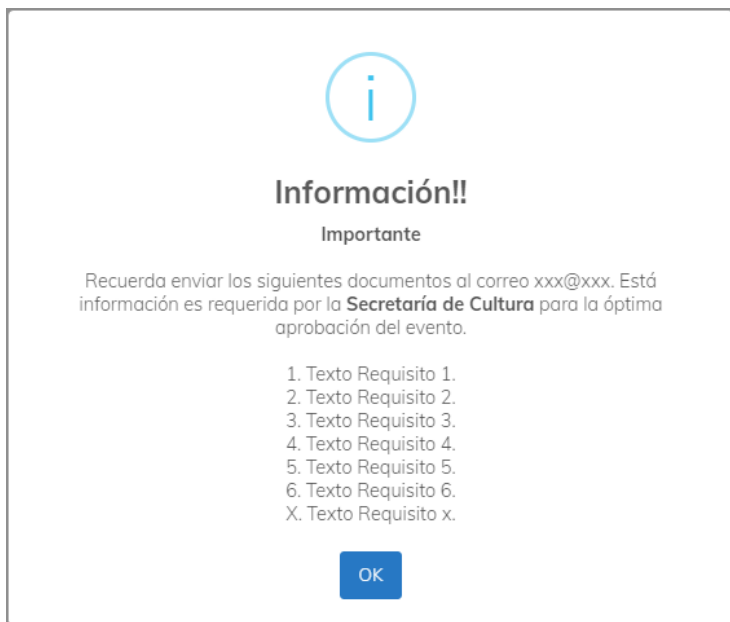 i
Información!!
Importante
Recuerda enviar los siguientes documentos al correo xxx@xxx. Está
información es requerida por la Secretaría de Cultura para la óptima
aprobación del evento.
1. Texto Requisito 1.
2. Texto Requisito 2.
3. Texto Requisito 3.
4. Texto Requisito 4.
5. Texto Requisito 5.
6. Texto Requisito 6.
X. Texto Requisito x.
OK